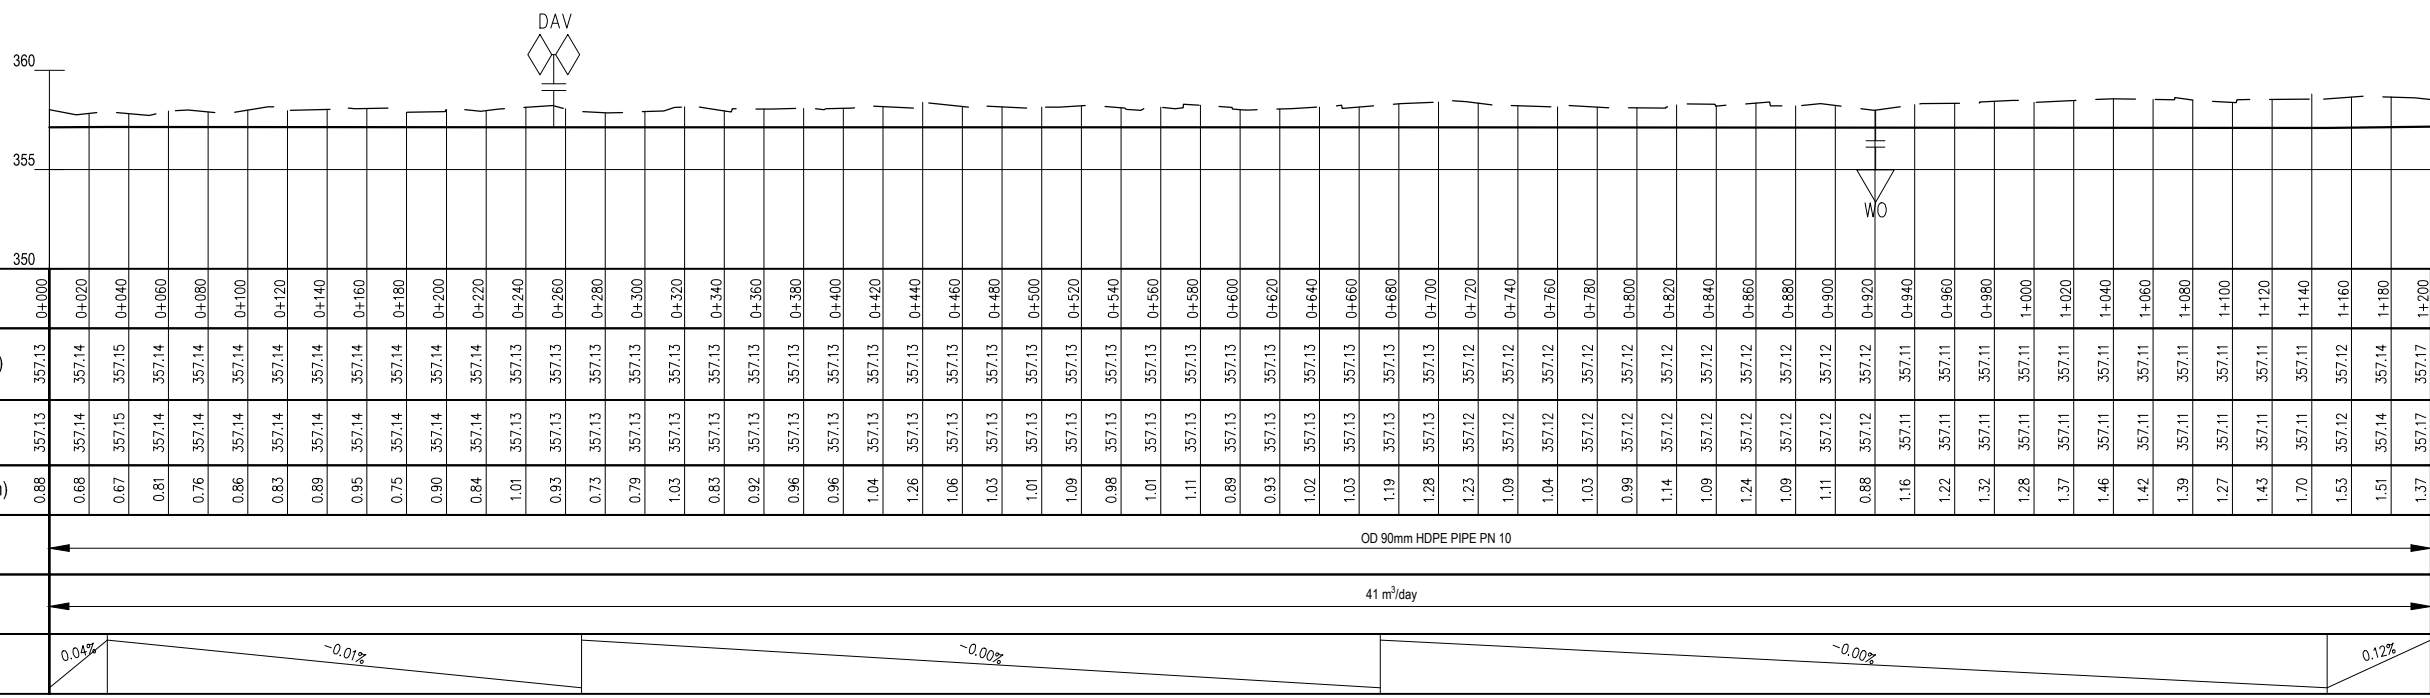 DAV
360
355
WO
350
0+000 0+020 0+040 0+060 0+080 0+100 0+120 0+140 0+160 0+180 0+200 0+220 0+240 0+260 0+280 0+300 0+320 0+340 0+360 0+380 0+400 0+420 0+440 0+460 0+480 0+500 0+520 0+540 0+560 0+580 0+600 0+620 0+640 0+660 0+680 0+700 0+720 0+740 0+760 0+780 0+800 0+820 0+840 0+860 0+880 0+900 0+920 0+940 0+960 0+980 1+000 1+020 1+040 1+060 1+080 1+100 1+120 1+140 1+160 1+180 1+200
) 357.13 357.14 357.15 357.14 357.14 357.14 357.14 357.14 357.14 357.14 357.14 357.14 357.13 357.13 357.13 357.13 357.13 357.13 357.13 357.13 357.13 357.13 357.13 357.13 357.13 357.13 357.13 357.13 357.13 357.13 357.13 357.13 357.13 357.13 357.13 357.13 357.12 357.12 357.12 357.12 357.12 357.12 357.12 357.12 357.12 357.12 357.12 357.11 357.11 357.11 357.11 357.11 357.11 357.11 357.11 357.11 357.11 357.11 357.12 357.14 357.17
357.13 357.14 357.15 357.14 357.14 357.14 357.14 357.14 357.14 357.14 357.14 357.14 357.13 357.13 357.13 357.13 357.13 357.13 357.13 357.13 357.13 357.13 357.13 357.13 357.13 357.13 357.13 357.13 357.13 357.13 357.13 357.13 357.13 357.13 357.13 357.13 357.12 357.12 357.12 357.12 357.12 357.12 357.12 357.12 357.12 357.12 357.12 357.11 357.11 357.11 357.11 357.11 357.11 357.11 357.11 357.11 357.11 357.11 357.12 357.14 357.17
) 0.88 0.68 0.67 0.81 0.76 0.86 0.83 0.89 0.95 0.75 0.90 0.84 1.01 0.93 0.73 0.79 1.03 0.83 0.92 0.96 0.96 1.04 1.26 1.06 1.03 1.01 1.09 0.98 1.01 1.11 0.89 0.93 1.02 1.03 1.19 1.28 1.23 1.09 1.04 1.03 0.99 1.14 1.09 1.24 1.09 1.11 0.88 1.16 1.22 1.32 1.28 1.37 1.46 1.42 1.39 1.27 1.43 1.70 1.53 1.51 1.37
OD 90mm HDPE PIPE PN 10
41 m³/day
0.04% -0.01% -0.00% -0.00% 0.12%